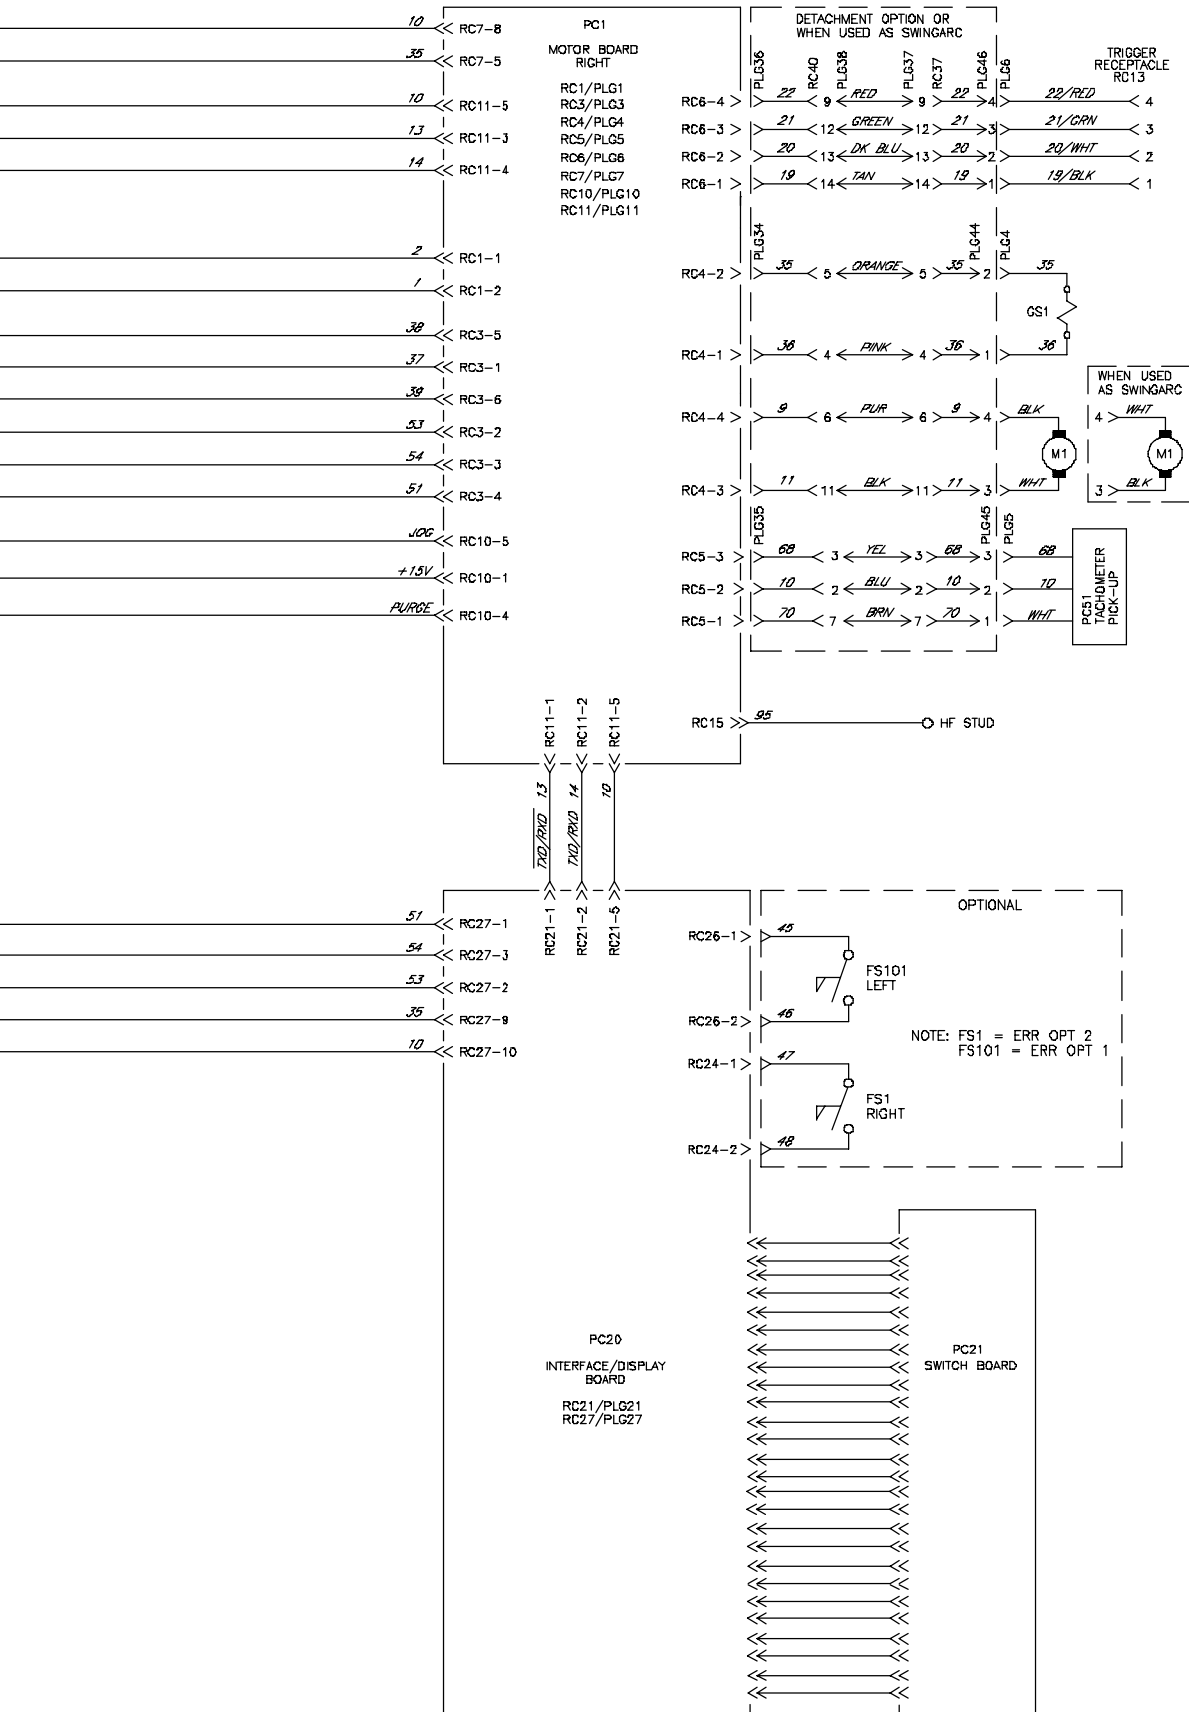 10 RC7-8
35 RC7-5
10 RC11-5
13 RC11-3
14 RC11-4
2 RC1-1
1 RC1-2
38 RC3-5
37 RC3-1
39 RC3-6
53 RC3-2
54 RC3-3
51 RC3-4
JOG RC10-5
+15V RC10-1
PURGE RC10-4
PC1
MOTOR BOARD
RIGHT
RC1/PLG1
RC3/PLG3
RC4/PLG4
RC5/PLG5
RC6/PLG6
RC7/PLG7
RC10/PLG10
RC11/PLG11
DETACHMENT OPTION OR
WHEN USED AS SWINGARC
PLG36 RC40 PLG38 PLG37 RC37 PLG46 PLG6
TRIGGER
RECEPTACLE
RC13
RC6-4 22 9 RED 9 22 4 22/RED 4
RC6-3 21 12 GREEN 12 21 3 21/GRN 3
RC6-2 20 13 DK BLU 13 20 2 20/WHT 2
RC6-1 19 14 TAN 14 19 1 19/BLK 1
PLG34 PLG44 PLG4
RC4-2 35 5 ORANGE 5 35 2 35
GS1
RC4-1 36 4 PINK 4 36 1 36
RC4-4 9 6 PUR 6 9 4 BLK
M1
RC4-3 11 11 BLK 11 11 3 WHT
WHEN USED
AS SWINGARC
4 WHT
M1
3 BLK
PLG35 PLG45 PLG5
RC5-3 68 3 YEL 3 68 3 68
RC5-2 10 2 BLU 2 10 2 10
RC5-1 70 7 BRN 7 70 1 WHT
PC51
TACHOMETER
PICK-UP
RC15 95 HF STUD
RC11-1 RC11-2 RC11-5
13 14 10
TXD/RXD TXD/RXD
RC21-1 RC21-2 RC21-5
51 RC27-1
54 RC27-3
53 RC27-2
35 RC27-9
10 RC27-10
OPTIONAL
RC26-1 45
FS101
LEFT
RC26-2 46
NOTE: FS1 = ERR OPT 2
FS101 = ERR OPT 1
RC24-1 47
FS1
RIGHT
RC24-2 48
PC20
INTERFACE/DISPLAY
BOARD
RC21/PLG21
RC27/PLG27
PC21
SWITCH BOARD